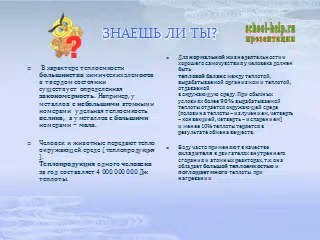 ЗНАЕШЬ ЛИ ТЫ?
school-help.ru
презентации
В характере теплоемкости
большинства химических элементов
в твердом состоянии
существует определенная
закономерность. Например, у
металлов с небольшими атомными
номерами удельная теплоемкость
велика, а у металлов с большими
номерами – мала.
Человек и животные передают тепло
окружающей среде ( теплопродукция
).
Теплопродукция одного человека
за год составляет 4 000 000 000 Дж
теплоты.
Для нормальной жизнедеятельности и
хорошего самочувствия у человека должен
быть
тепловой баланс между теплотой,
вырабатываемой организмом и теплотой,
отдаваемой
в окружающую среду. При обычных
условиях более 90 % вырабатываемой
теплоты отдается окружающей среде
(половина теплоты – излучением, четверть
– конвекцией, четверть – испарением)
и менее 10% теплоты теряется в
результате обмена веществ.
Воду часто применяют в качестве
охладителя в двигателях внутреннего
сгорания и атомных реакторах, т.к. она
обладает большой теплоемкостью и
поглощает много теплоты при
нагревании